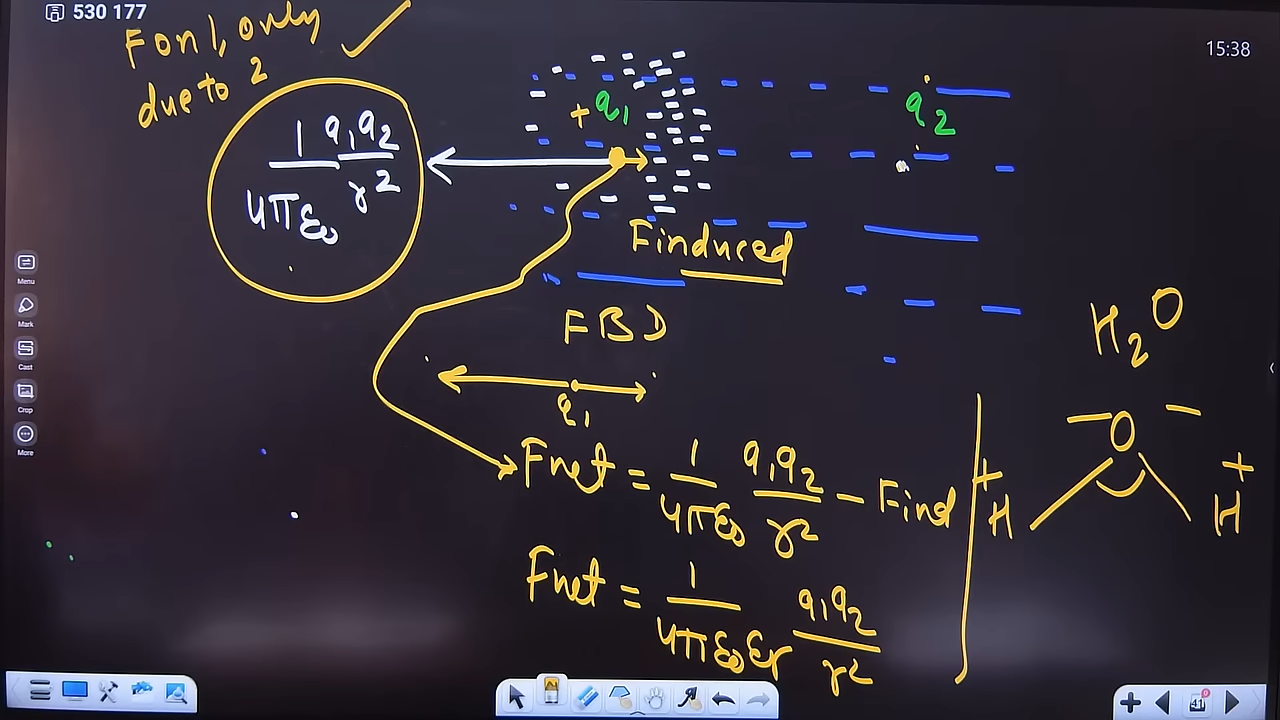 530 177
15:38
F on 1, only
due to 2
1 q1q2
4πε0 r²
+ q1
q2
Finduced
FBD
q1
H2O
Fnet = 1/4πε0 q1q2/r² - Find
Fnet = 1/4πε0εr q1q2/r²
− O −
+ H H +
Menu
Mark
Cast
Crop
More
41